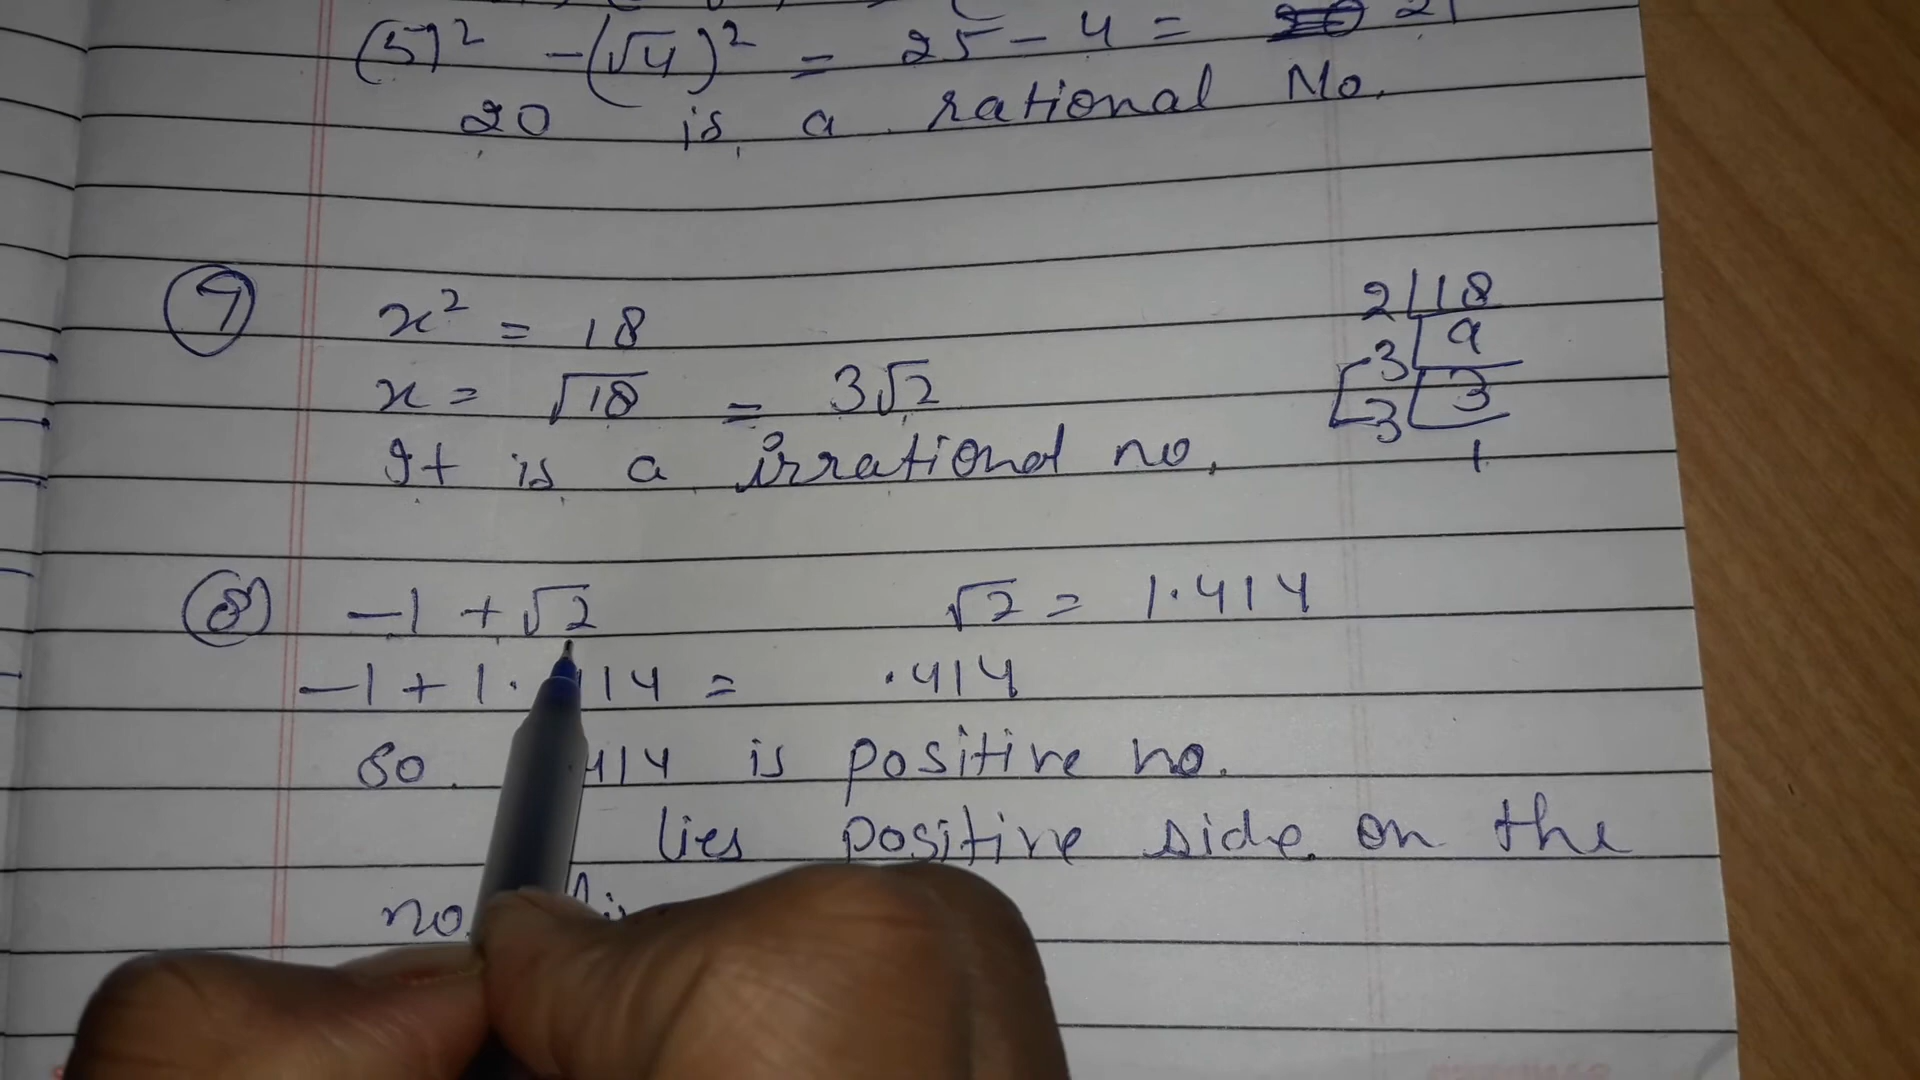 (5)² - (√4)² = 25 - 4 = 21
20 is a rational No.
7 x² = 18
x = √18 = 3√2
It is a irrational no.
2 18
3 9
3 3
1
8 -1 + √2 √2 = 1.414
-1 + 1. 414 = .414
So. 414 is positive no.
lies positive side on the
no.